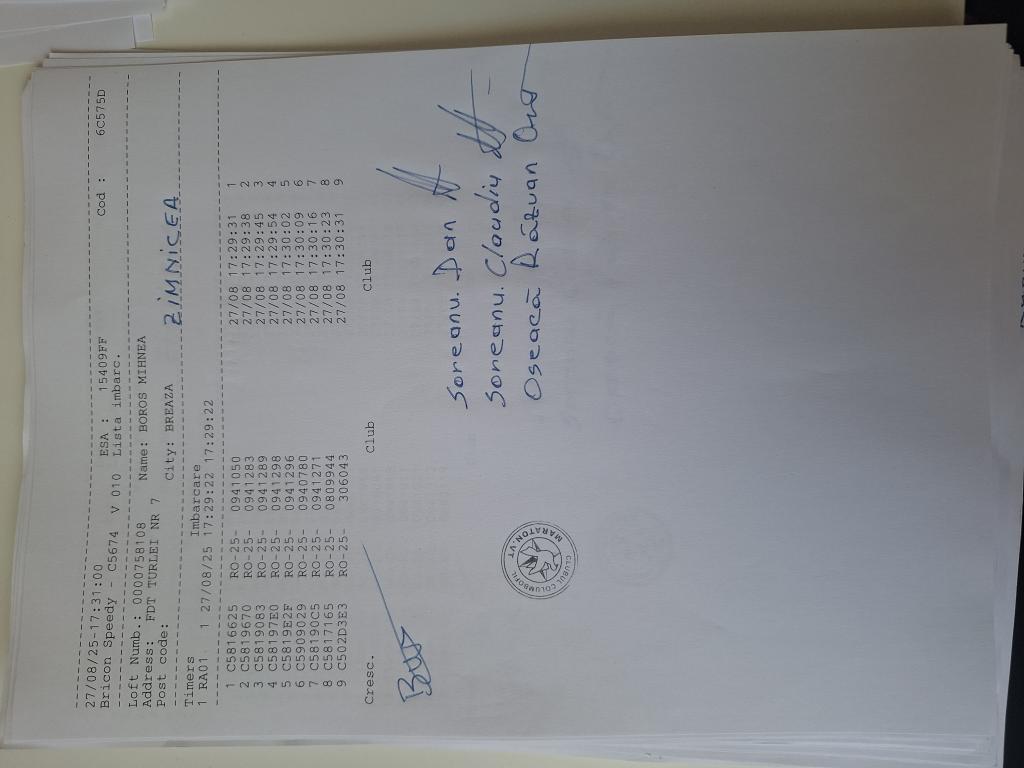 27/08/25-17:31:00 ESA : 15409FF Cod : 6C575D
Bricon Speedy C5674 V 010 Lista imbarc.
Loft Numb.: 0000758108 Name: BOROS MIHNEA
Address: FDT TURLEI NR 7
Post code: City: BREAZA ZIMNICEA
Timers Imbarcare
1 RA01 1 27/08/25 17:29:22 17:29:22
1 C5816625 RO-25- 0941050 27/08 17:29:31 1
2 C5819670 RO-25- 0941283 27/08 17:29:38 2
3 C5819083 RO-25- 0941289 27/08 17:29:45 3
4 C58197E0 RO-25- 0941298 27/08 17:29:54 4
5 C5819E2F RO-25- 0941296 27/08 17:30:02 5
6 C5909029 RO-25- 0940780 27/08 17:30:09 6
7 C58190C5 RO-25- 0941271 27/08 17:30:16 7
8 C5817165 RO-25- 0809944 27/08 17:30:23 8
9 C502D3E3 RO-25- 306043 27/08 17:30:31 9
Cresc. Club Club
Soreanu Dan
Soreanu Claudiu
Oseacă Răzvan
CLUBUL COLUMBOFIL
MARATON.VT